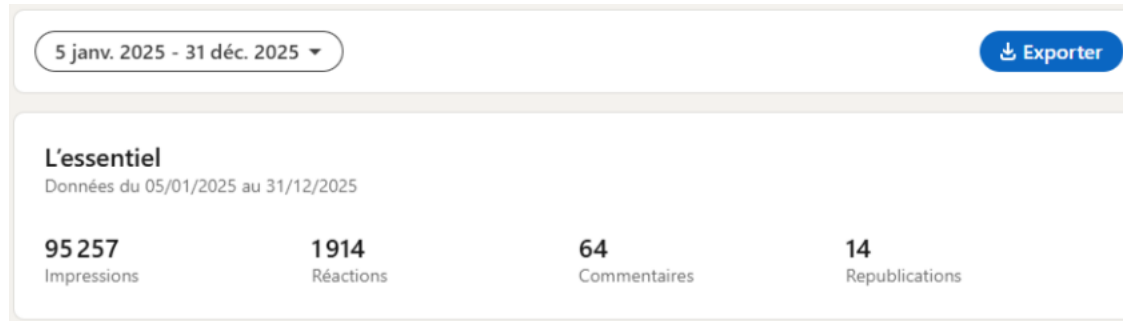 5 janv. 2025 - 31 déc. 2025
Exporter
L’essentiel
Données du 05/01/2025 au 31/12/2025
95 257 1 914 64 14
Impressions Réactions Commentaires Republications